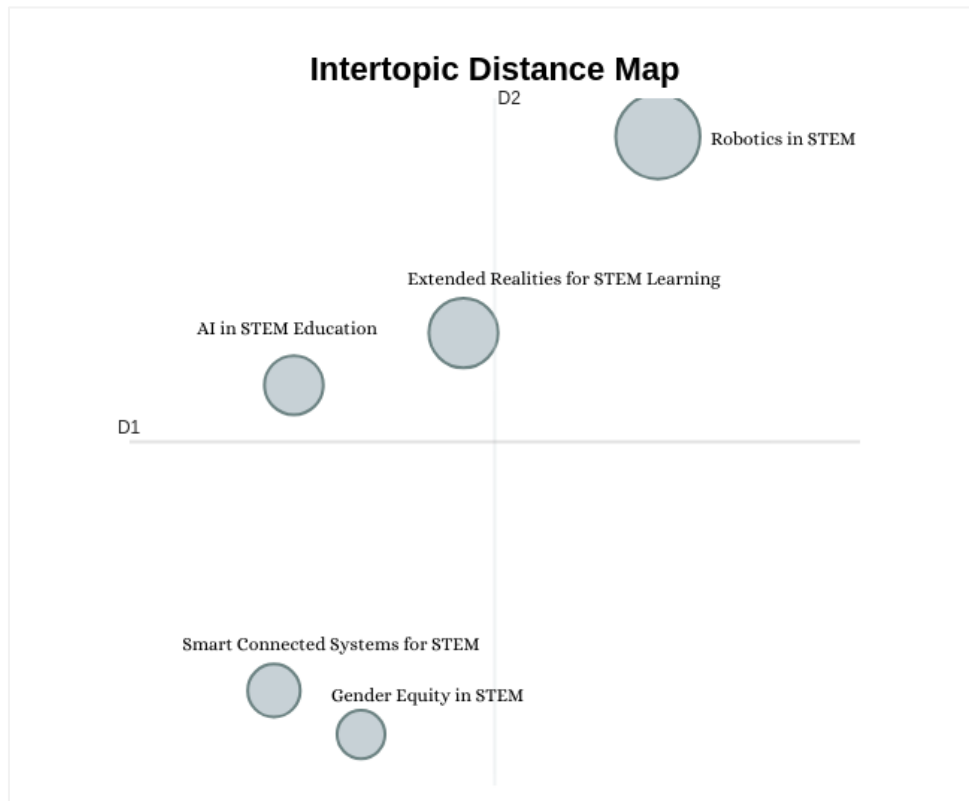 Intertopic Distance Map
D2
Robotics in STEM
Extended Realities for STEM Learning
AI in STEM Education
D1
Smart Connected Systems for STEM
Gender Equity in STEM